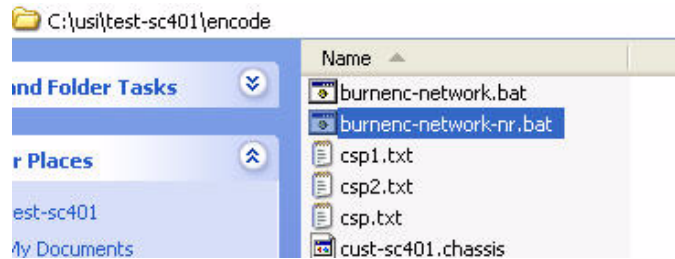 C:\usi\test-sc401\encode
Name
and Folder Tasks
burnenc-network.bat
burnenc-network-nr.bat
r Places
csp1.txt
csp2.txt
est-sc401
csp.txt
My Documents
cust-sc401.chassis